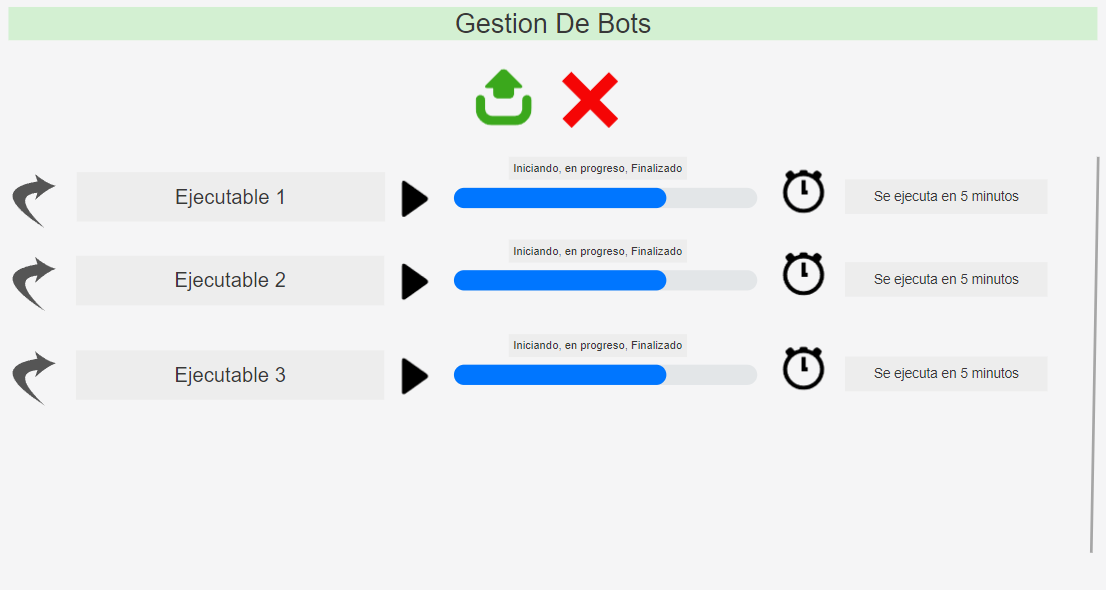 Gestion De Bots
Iniciando, en progreso, Finalizado
Ejecutable 1
Se ejecuta en 5 minutos
Iniciando, en progreso, Finalizado
Ejecutable 2
Se ejecuta en 5 minutos
Iniciando, en progreso, Finalizado
Ejecutable 3
Se ejecuta en 5 minutos